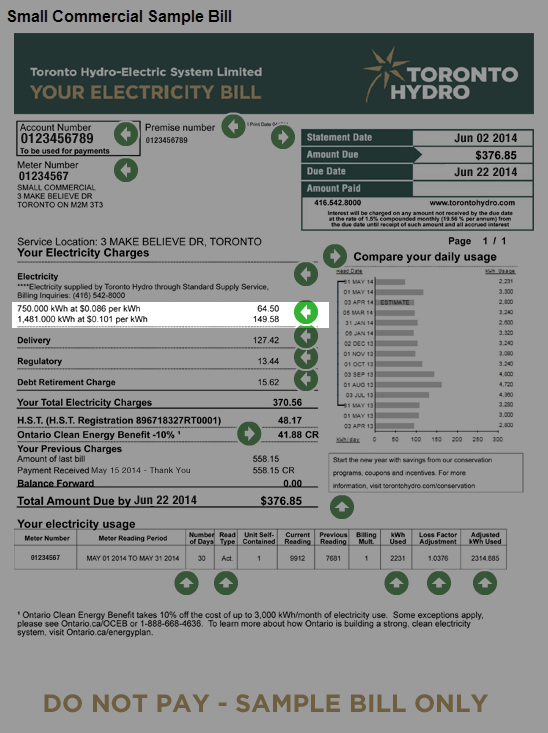 Small Commercial Sample Bill
Toronto Hydro-Electric System Limited
YOUR ELECTRICITY BILL
TORONTO
HYDRO
Account Number
0123456789
To be used for payments
Premise number
0123456789
Print Date
Meter Number
01234567
SMALL COMMERCIAL
3 MAKE BELIEVE DR
TORONTO ON M2M 3T3
Statement Date Jun 02 2014
Amount Due $376.85
Due Date Jun 22 2014
Amount Paid
416.542.8000 www.torontohydro.com
Interest will be charged on any amount not received by the due date
at the rate of 1.5% compounded monthly (19.56 % per annum) from
the due date until receipt of such amount and all accrued interest
Service Location: 3 MAKE BELIEVE DR, TORONTO
Page 1 / 1
Your Electricity Charges
Electricity
****Electricity supplied by Toronto Hydro through Standard Supply Service,
Billing Inquiries: (416) 542-8000
750.000 kWh at $0.086 per kWh 64.50
1,481.000 kWh at $0.101 per kWh 149.58
Delivery 127.42
Regulatory 13.44
Debt Retirement Charge 15.62
Your Total Electricity Charges 370.56
H.S.T. (H.S.T. Registration 896718327RT0001) 48.17
Ontario Clean Energy Benefit -10% ¹ 41.88 CR
Your Previous Charges
Amount of last bill 558.15
Payment Received May 15 2014 - Thank You 558.15 CR
Balance Forward 0.00
Total Amount Due by Jun 22 2014 $376.85
Compare your daily usage
Read Date kWh Usage
31 MAY 14 2,231
01 MAY 14 3,300
03 APR 14 ESTIMATE 2,800
05 MAR 14 3,240
31 JAN 14 2,600
02 DEC 13 3,240
01 NOV 13 3,080
01 OCT 13 3,240
03 SEP 13 4,800
01 AUG 13 4,720
03 JUL 13 4,360
31 MAY 13
01 MAY 13 3,000
03 APR 13 2,800
kWh/day 0 50 100 150 200 250 300
Start the new year with savings from our conservation
programs, coupons and incentives. For more
information, visit torontohydro.com/conservation
Your electricity usage
Meter Number Meter Reading Period Number of Days Read Type Unit Self-Contained Current Reading Previous Reading Billing Mult. kWh Used Loss Factor Adjustment Adjusted kWh Used
01234567 MAY 01 2014 TO MAY 31 2014 30 Act. 1 9912 7681 1 2231 1.0376 2314.885
¹ Ontario Clean Energy Benefit takes 10% off the cost of up to 3,000 kWh/month of electricity use. Some exceptions apply,
please see Ontario.ca/OCEB or 1-888-668-4636. To learn more about how Ontario is building a strong, clean electricity
system, visit Ontario.ca/energyplan.
DO NOT PAY - SAMPLE BILL ONLY